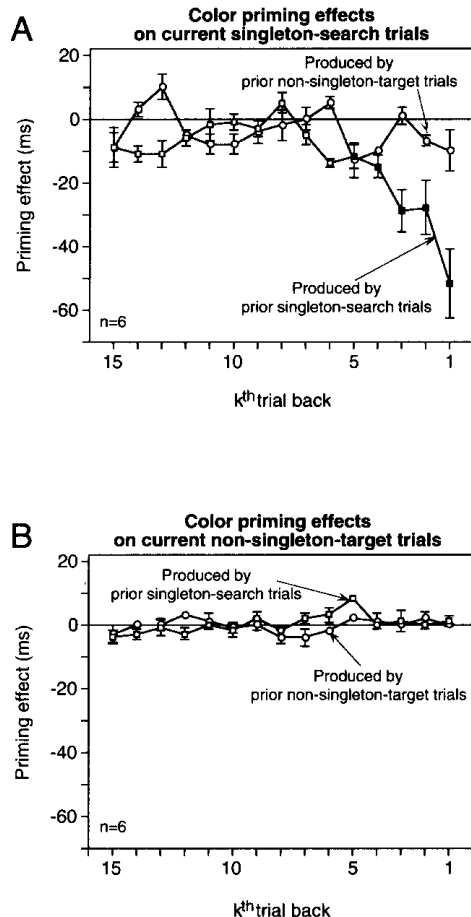 A
Color priming effects
on current singleton-search trials
20
0
-20
-40
-60
Priming effect (ms)
Produced by
prior non-singleton-target trials
Produced by
prior singleton-search trials
n=6
15
10
5
1
kth trial back
B
Color priming effects
on current non-singleton-target trials
20
0
-20
-40
-60
Priming effect (ms)
Produced by
prior singleton-search trials
Produced by
prior non-singleton-target trials
n=6
15
10
5
1
kth trial back